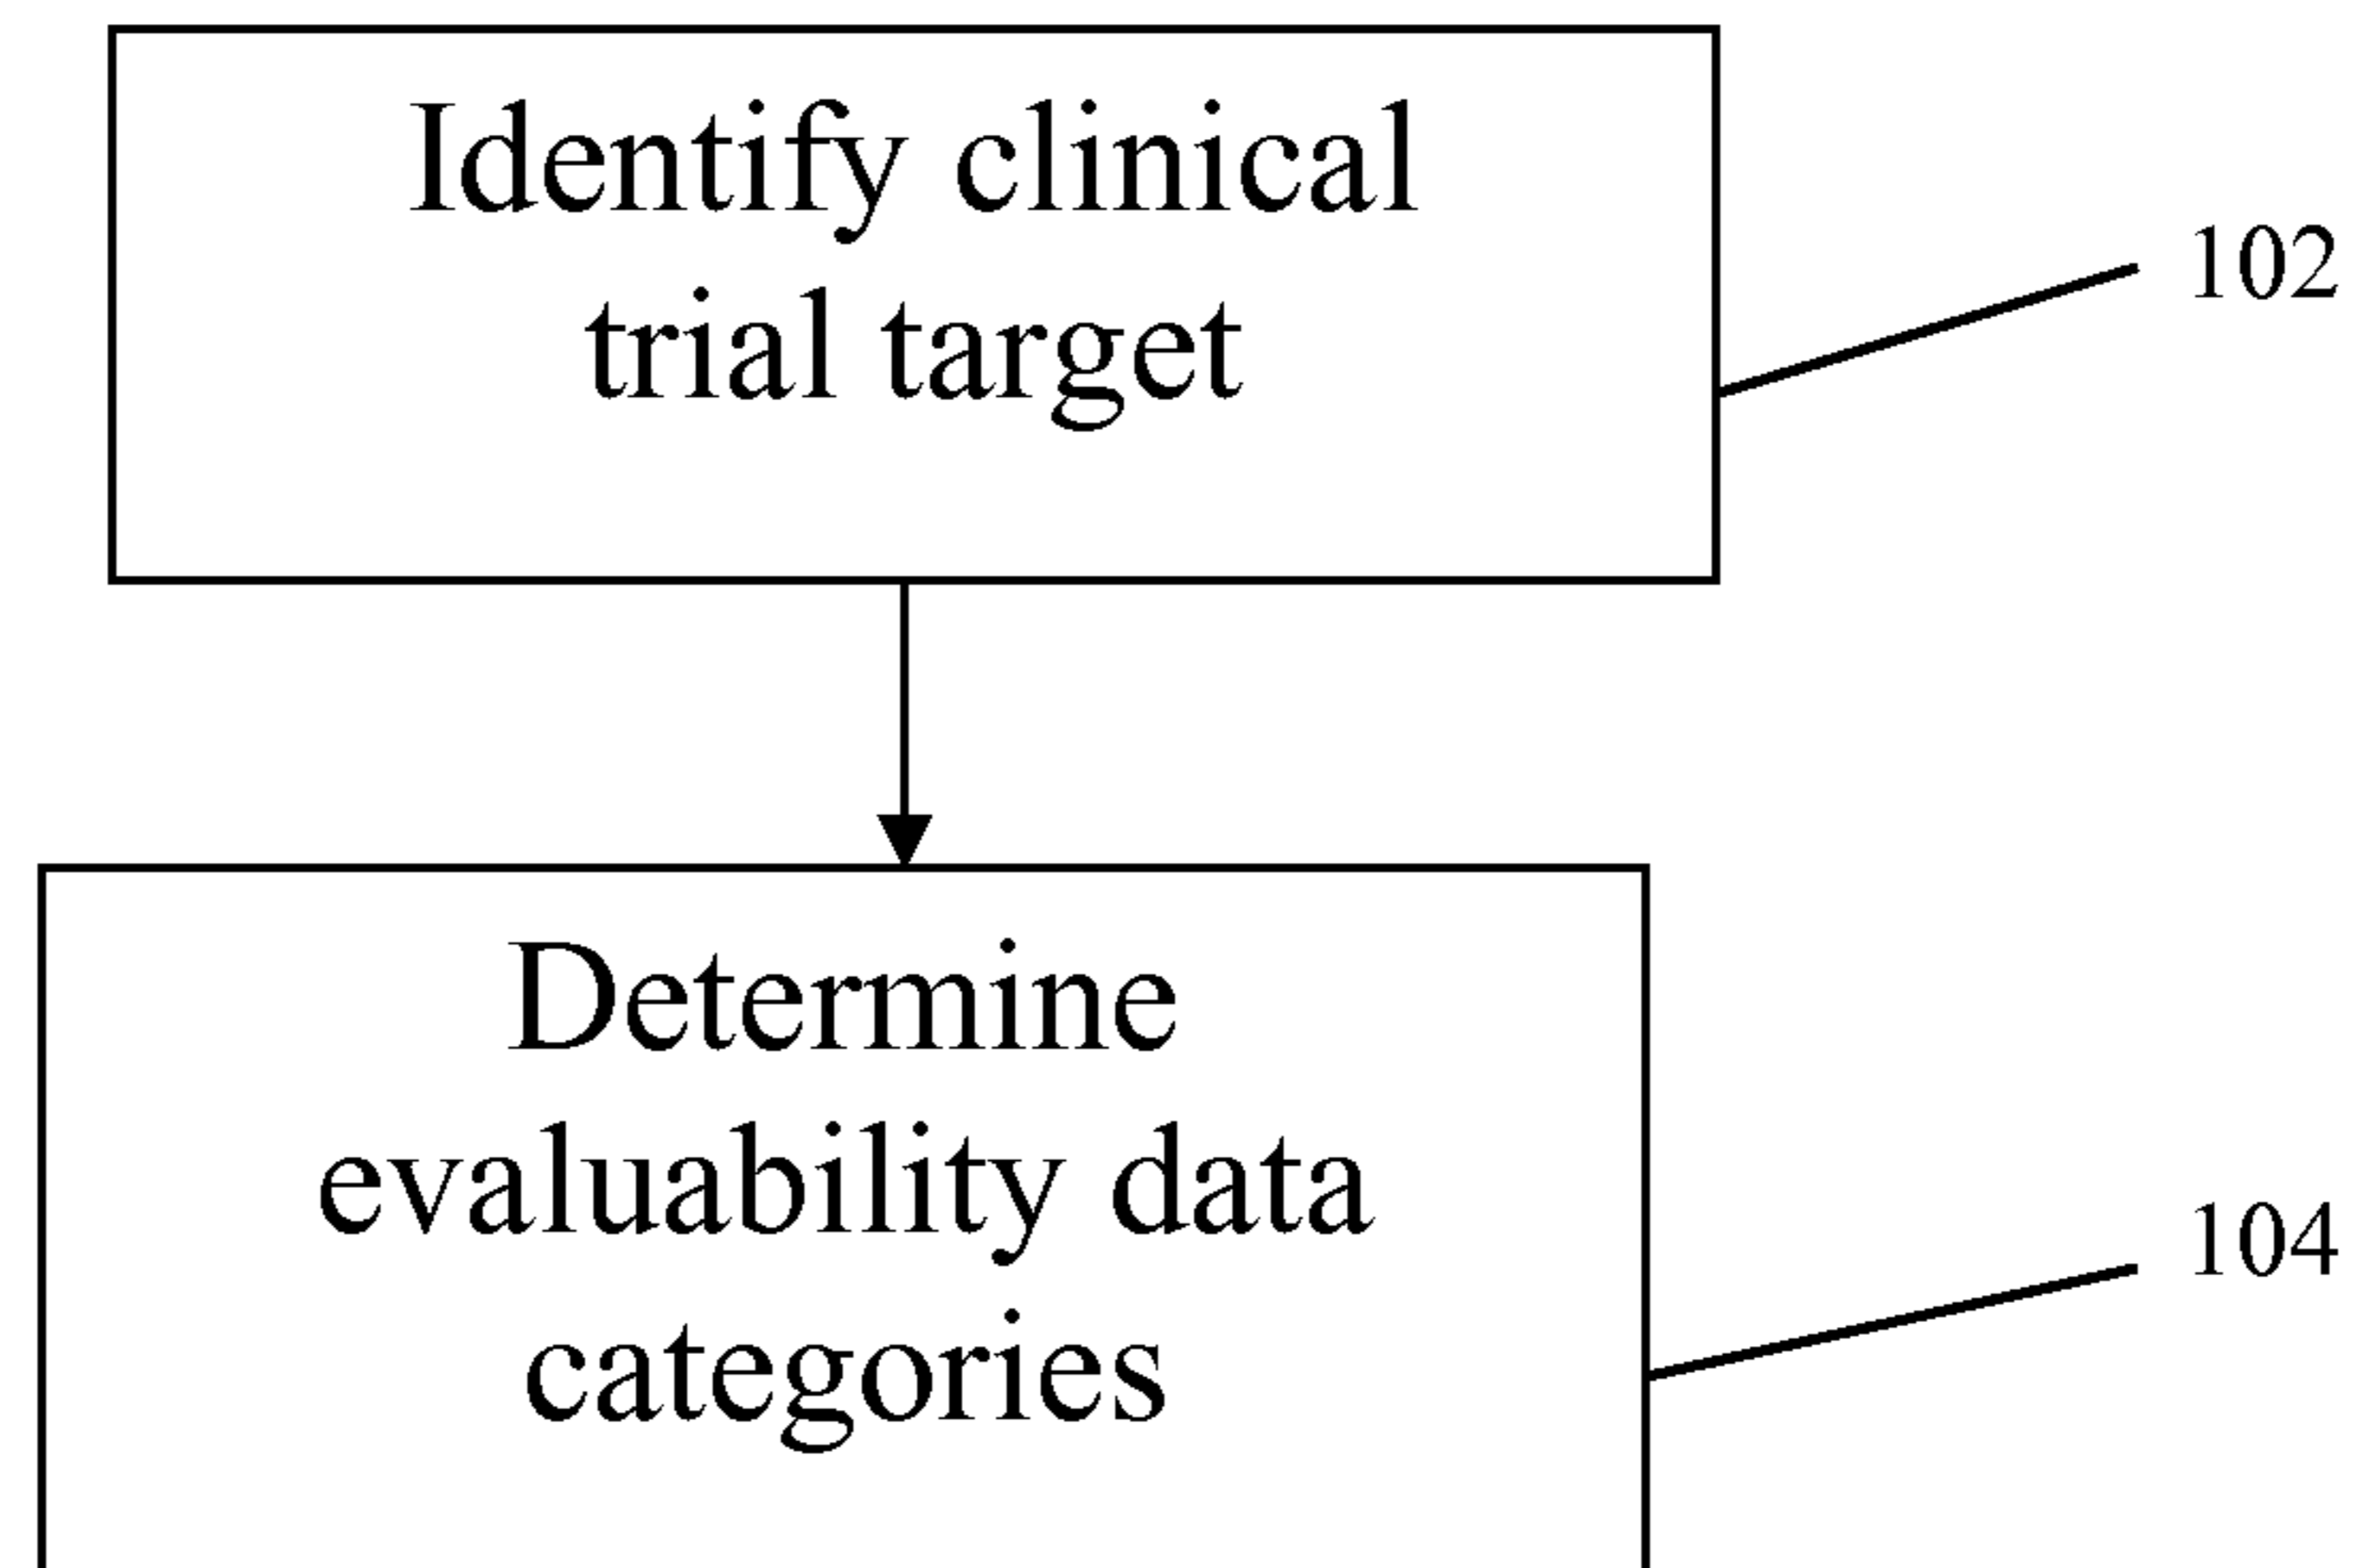 Identify clinical
trial target
102
Determine
evaluability data
categories
104